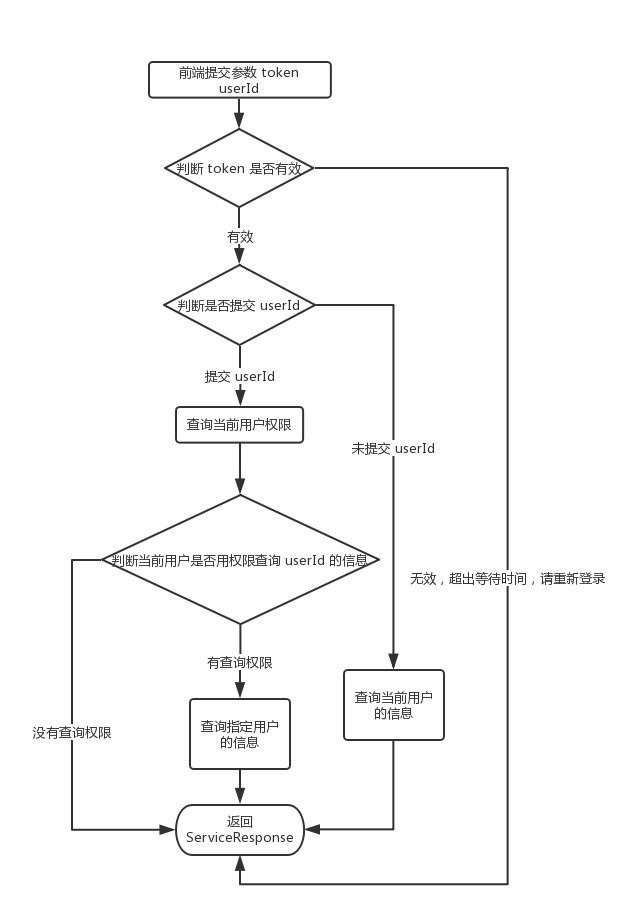 前端提交参数 token
userId
判断 token 是否有效
有效
判断是否提交 userId
提交 userId
查询当前用户权限
未提交 userId
判断当前用户是否用权限查询 userId 的信息
无效，超出等待时间，请重新登录
有查询权限
查询当前用户
的信息
查询指定用户
的信息
没有查询权限
返回
ServiceResponse